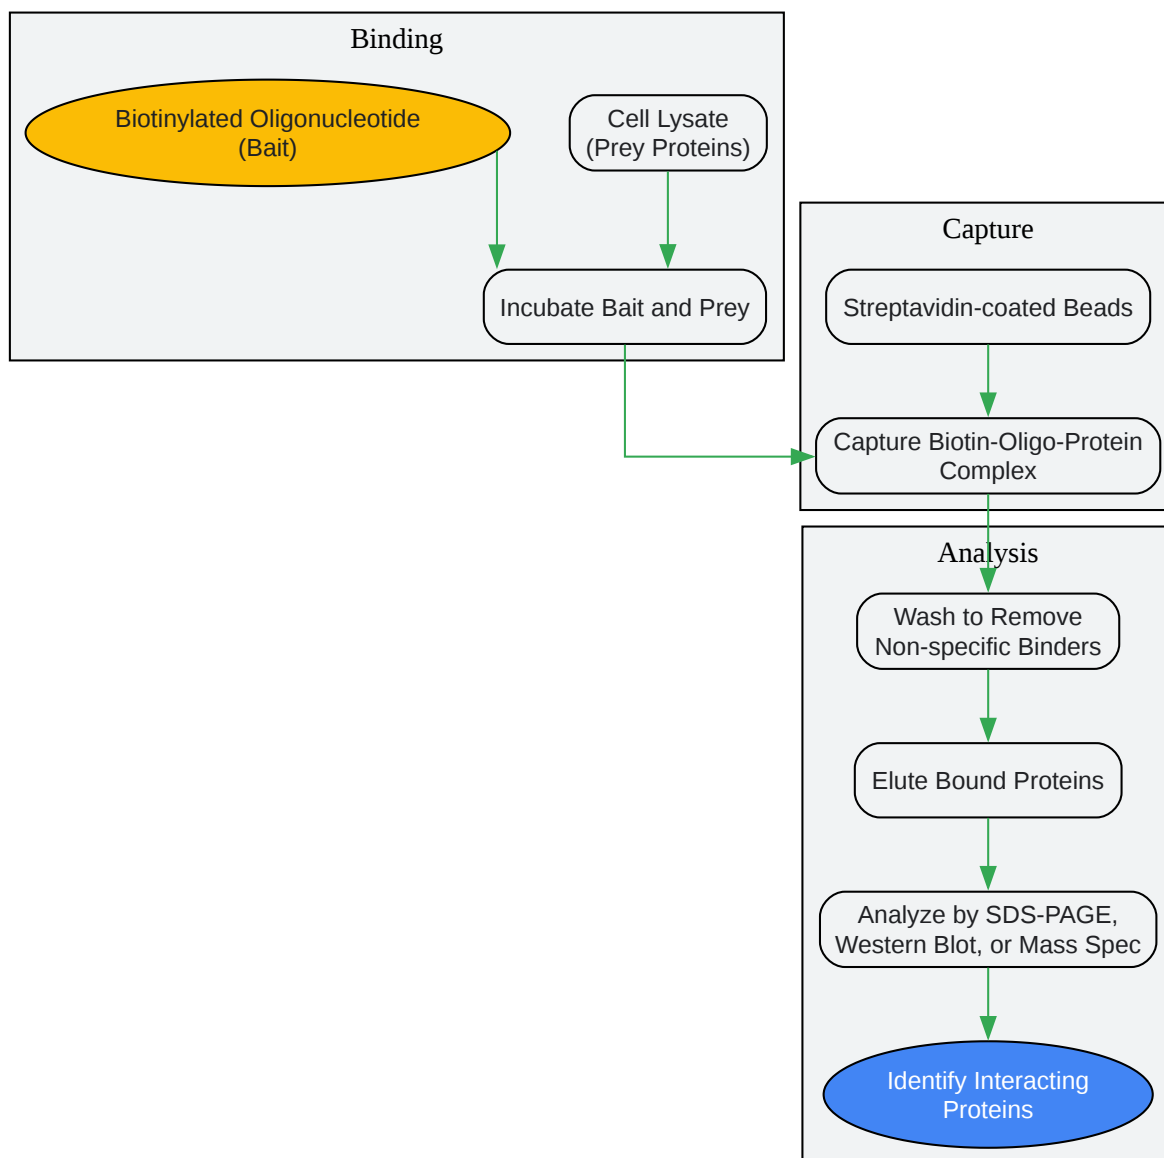 Binding
Biotinylated Oligonucleotide
(Bait)
Cell Lysate
(Prey Proteins)
Incubate Bait and Prey
Capture
Streptavidin-coated Beads
Capture Biotin-Oligo-Protein
Complex
Analysis
Wash to Remove
Non-specific Binders
Elute Bound Proteins
Analyze by SDS-PAGE,
Western Blot, or Mass Spec
Identify Interacting
Proteins